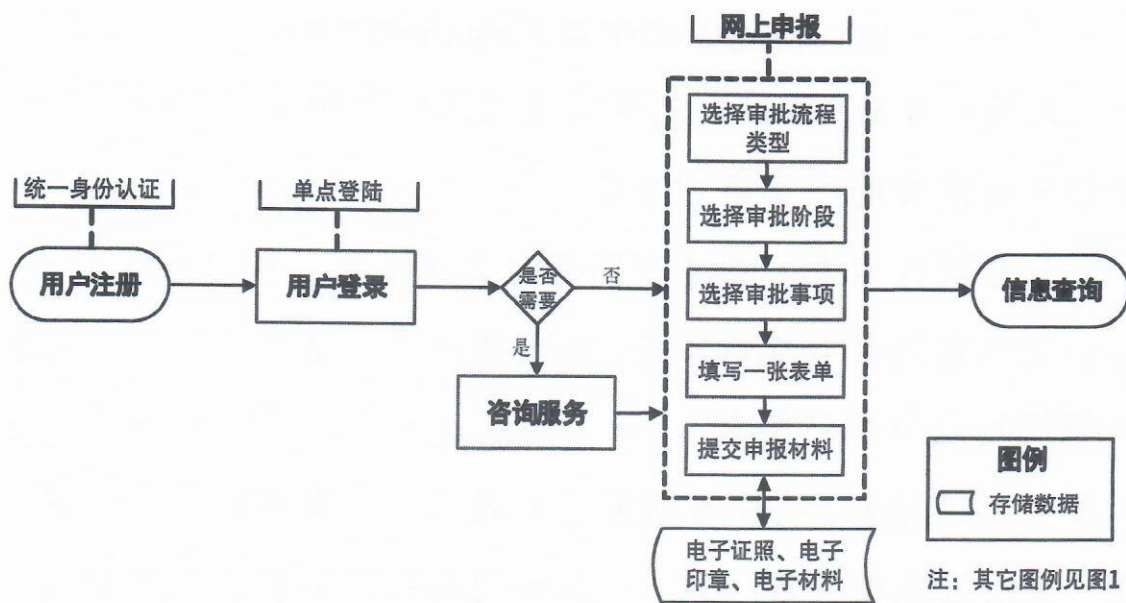 网上申报
选择审批流程
类型
统一身份认证
单点登陆
选择审批阶段
用户注册
用户登录
是否
需要
否
选择审批事项
信息查询
是
填写一张表单
咨询服务
提交申报材料
图例
存储数据
电子证照、电子
印章、电子材料
注：其它图例见图1